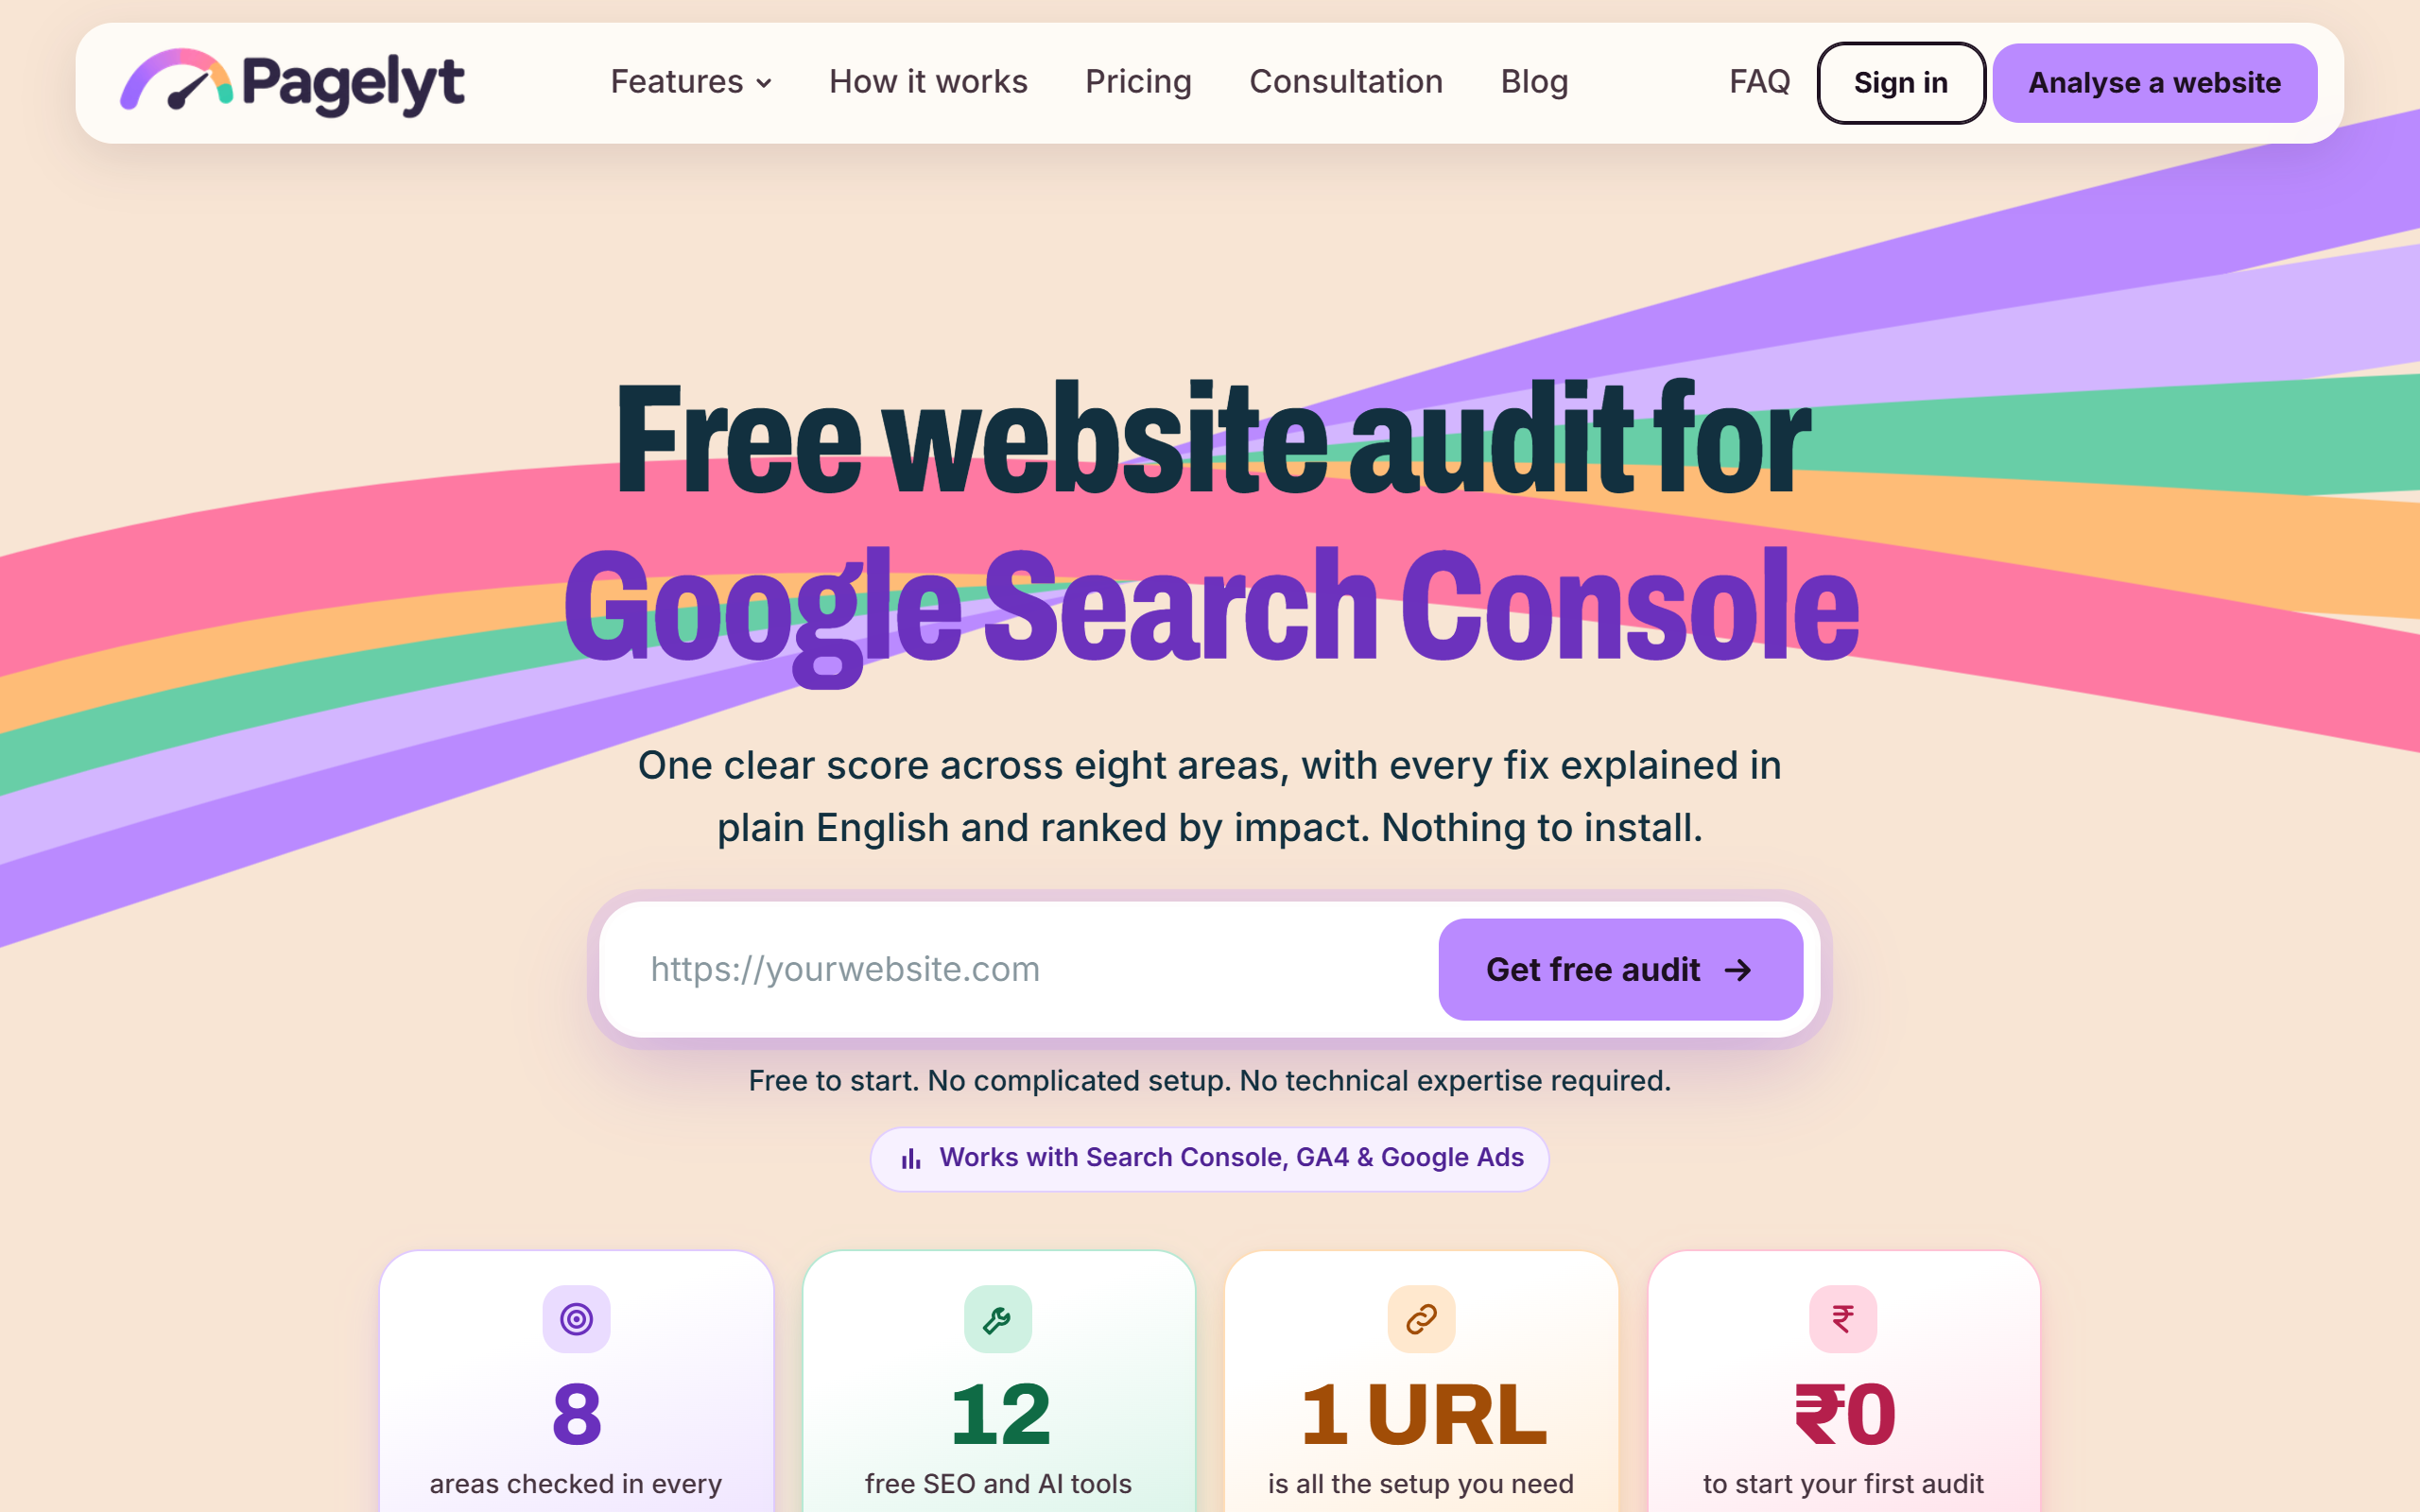 Pagelyt
Features
How it works
Pricing
Consultation
Blog
FAQ
Sign in
Analyse a website
Free website audit for
Google Search Console
One clear score across eight areas, with every fix explained in
plain English and ranked by impact. Nothing to install.
https://yourwebsite.com
Get free audit →
Free to start. No complicated setup. No technical expertise required.
Works with Search Console, GA4 & Google Ads
8
areas checked in every
12
free SEO and AI tools
1 URL
is all the setup you need
₹
₹0
to start your first audit